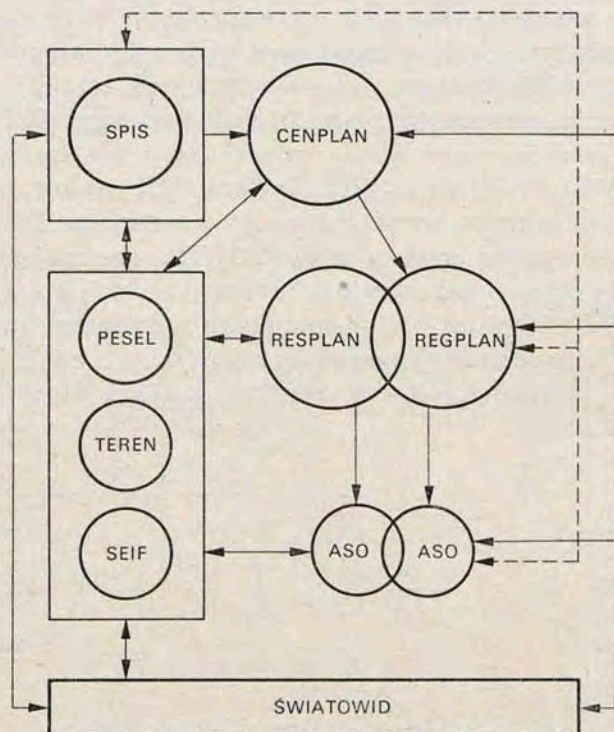 SPIS
CENPLAN
PESEL
RESPLAN
REGPLAN
TEREN
SEIF
ASO
ASO
ŚWIATOWID